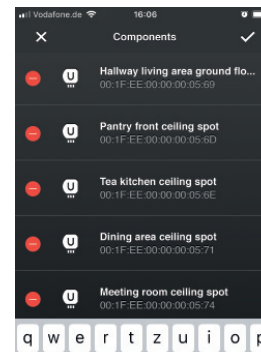 Vodafone.de 16:06
Components
Hallway living area ground flo...
00:1F:EE:00:00:00:05:69
U
Pantry front ceiling spot
00:1F:EE:00:00:00:05:6D
U
Tea kitchen ceiling spot
00:1F:EE:00:00:00:05:6E
U
Dining area ceiling spot
00:1F:EE:00:00:00:05:71
U
Meeting room ceiling spot
00:1F:EE:00:00:00:05:74
U
q w e r t z u i o p